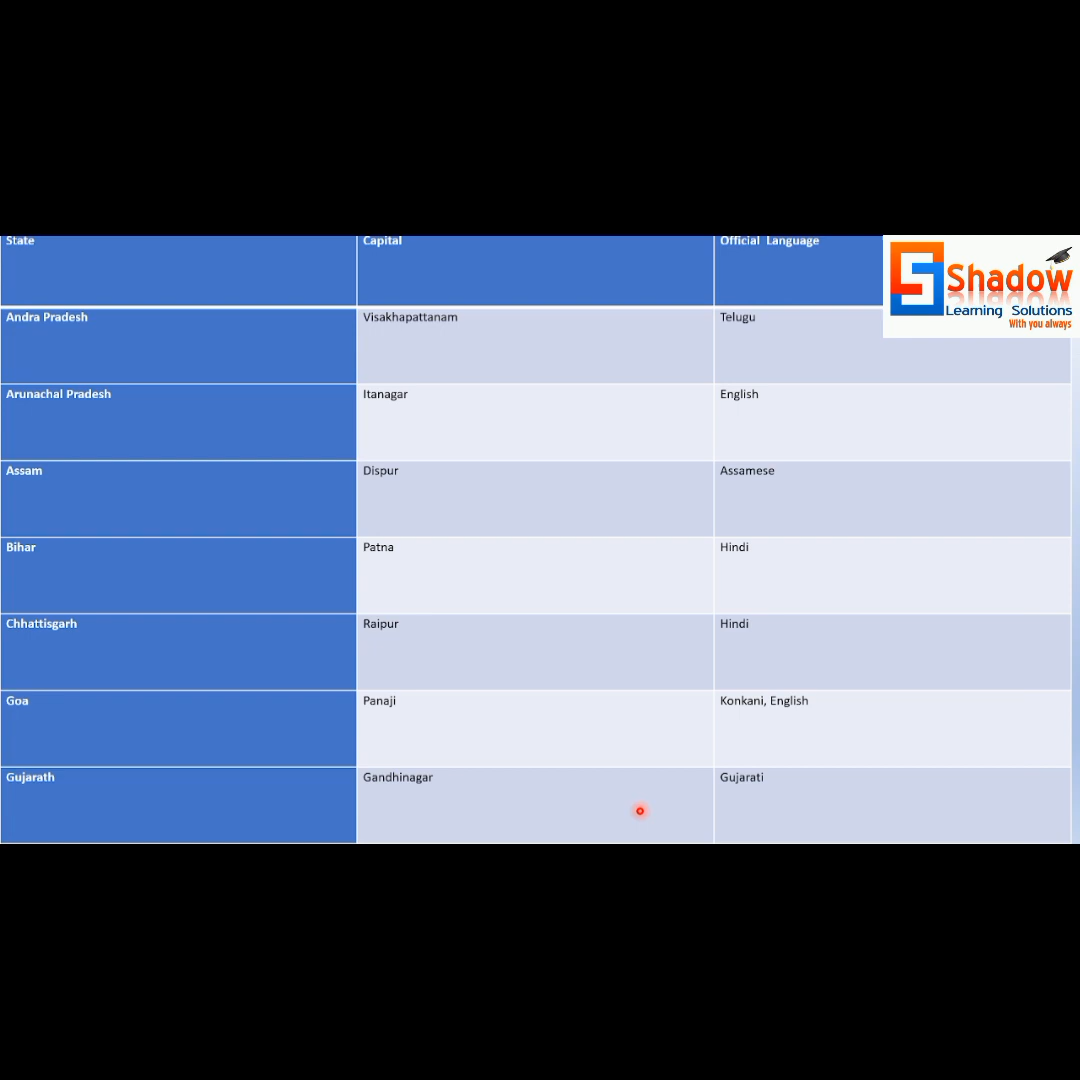 State Capital Official Language
Shadow
Learning Solutions
With you always
Andra Pradesh Visakhapattanam Telugu
Arunachal Pradesh Itanagar English
Assam Dispur Assamese
Bihar Patna Hindi
Chhattisgarh Raipur Hindi
Goa Panaji Konkani, English
Gujarath Gandhinagar Gujarati